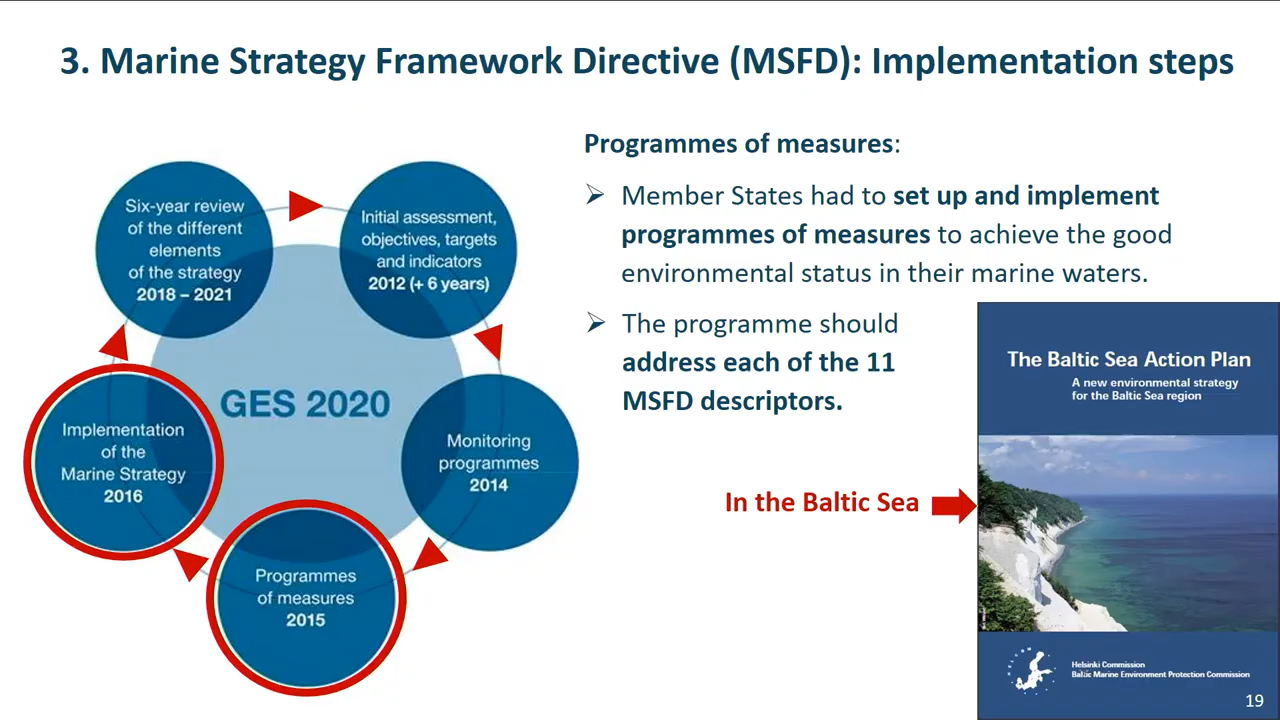 3. Marine Strategy Framework Directive (MSFD): Implementation steps
Six-year review
of the different
elements
of the strategy
2018 – 2021
Initial assessment,
objectives, targets
and indicators
2012 (+ 6 years)
GES 2020
Implementation
of the
Marine Strategy
2016
Monitoring
programmes
2014
Programmes
of measures
2015
Programmes of measures:
Member States had to set up and implement
programmes of measures to achieve the good
environmental status in their marine waters.
The programme should
address each of the 11
MSFD descriptors.
In the Baltic Sea
The Baltic Sea Action Plan
A new environmental strategy
for the Baltic Sea region
HELCOM
Helsinki Commission
Baltic Marine Environment Protection Commission
19